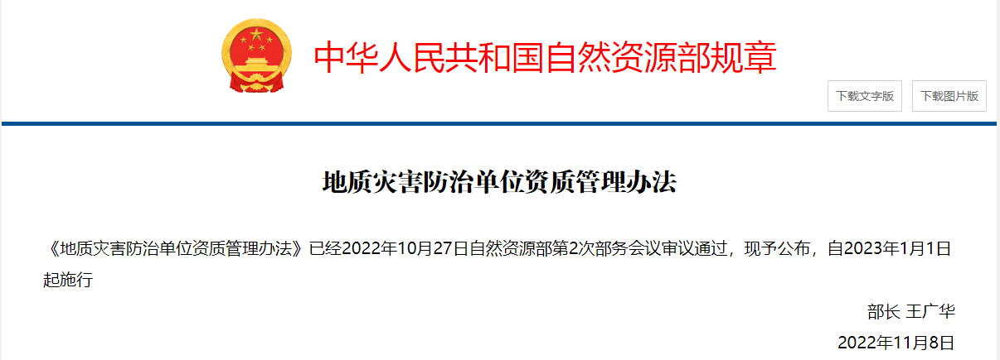 中华人民共和国自然资源部规章
下载文字版 下载图片版
地质灾害防治单位资质管理办法
《地质灾害防治单位资质管理办法》已经2022年10月27日自然资源部第2次部务会议审议通过，现予公布，自2023年1月1日
起施行
部长 王广华
2022年11月8日